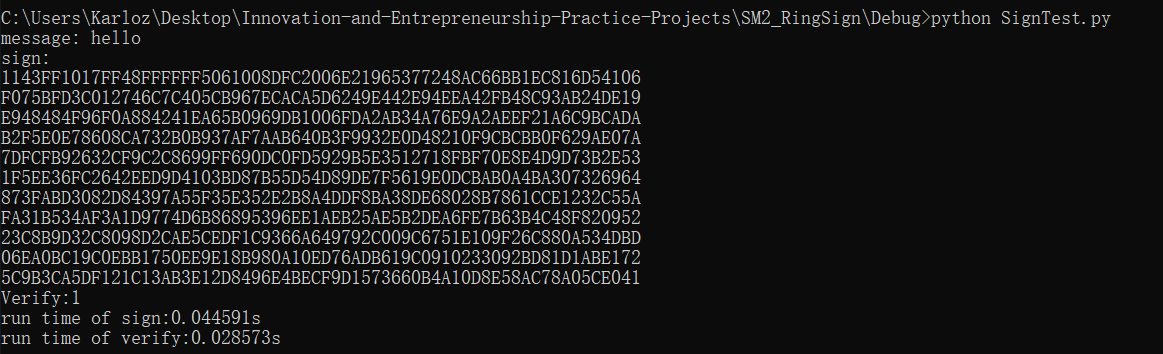 C:\Users\Karloz\Desktop\Innovation-and-Entrepreneurship-Practice-Projects\SM2_RingSign\Debug>python SignTest.py
message: hello
sign:
1143FF1017FF48FFFFFF5061008DFC2006E21965377248AC66BB1EC816D54106
F075BFD3C012746C7C405CB967ECACA5D6249E442E94EEA42FB48C93AB24DE19
E948484F96F0A884241EA65B0969DB1006FDA2AB34A76E9A2AEEF21A6C9BCADA
B2F5E0E78608CA732B0B937AF7AAB640B3F9932E0D48210F9CBCBB0F629AE07A
7DFCFB92632CF9C2C8699FF690DC0FD5929B5E3512718FBF70E8E4D9D73B2E53
1F5EE36FC2642EED9D4103BD87B55D54D89DE7F5619E0DCBAB0A4BA307326964
873FABD3082D84397A55F35E352E2B8A4DDF8BA38DE68028B7861CCE1232C55A
FA31B534AF3A1D9774D6B86895396EE1AEB25AE5B2DEA6FE7B63B4C48F820952
23C8B9D32C8098D2CAE5CEDF1C9366A649792C009C6751E109F26C880A534DBD
06EA0BC19C0EBB1750EE9E18B980A10ED76ADB619C0910233092BD81D1ABE172
5C9B3CA5DF121C13AB3E12D8496E4BECF9D1573660B4A10D8E58AC78A05CE041
Verify:1
run time of sign:0.044591s
run time of verify:0.028573s